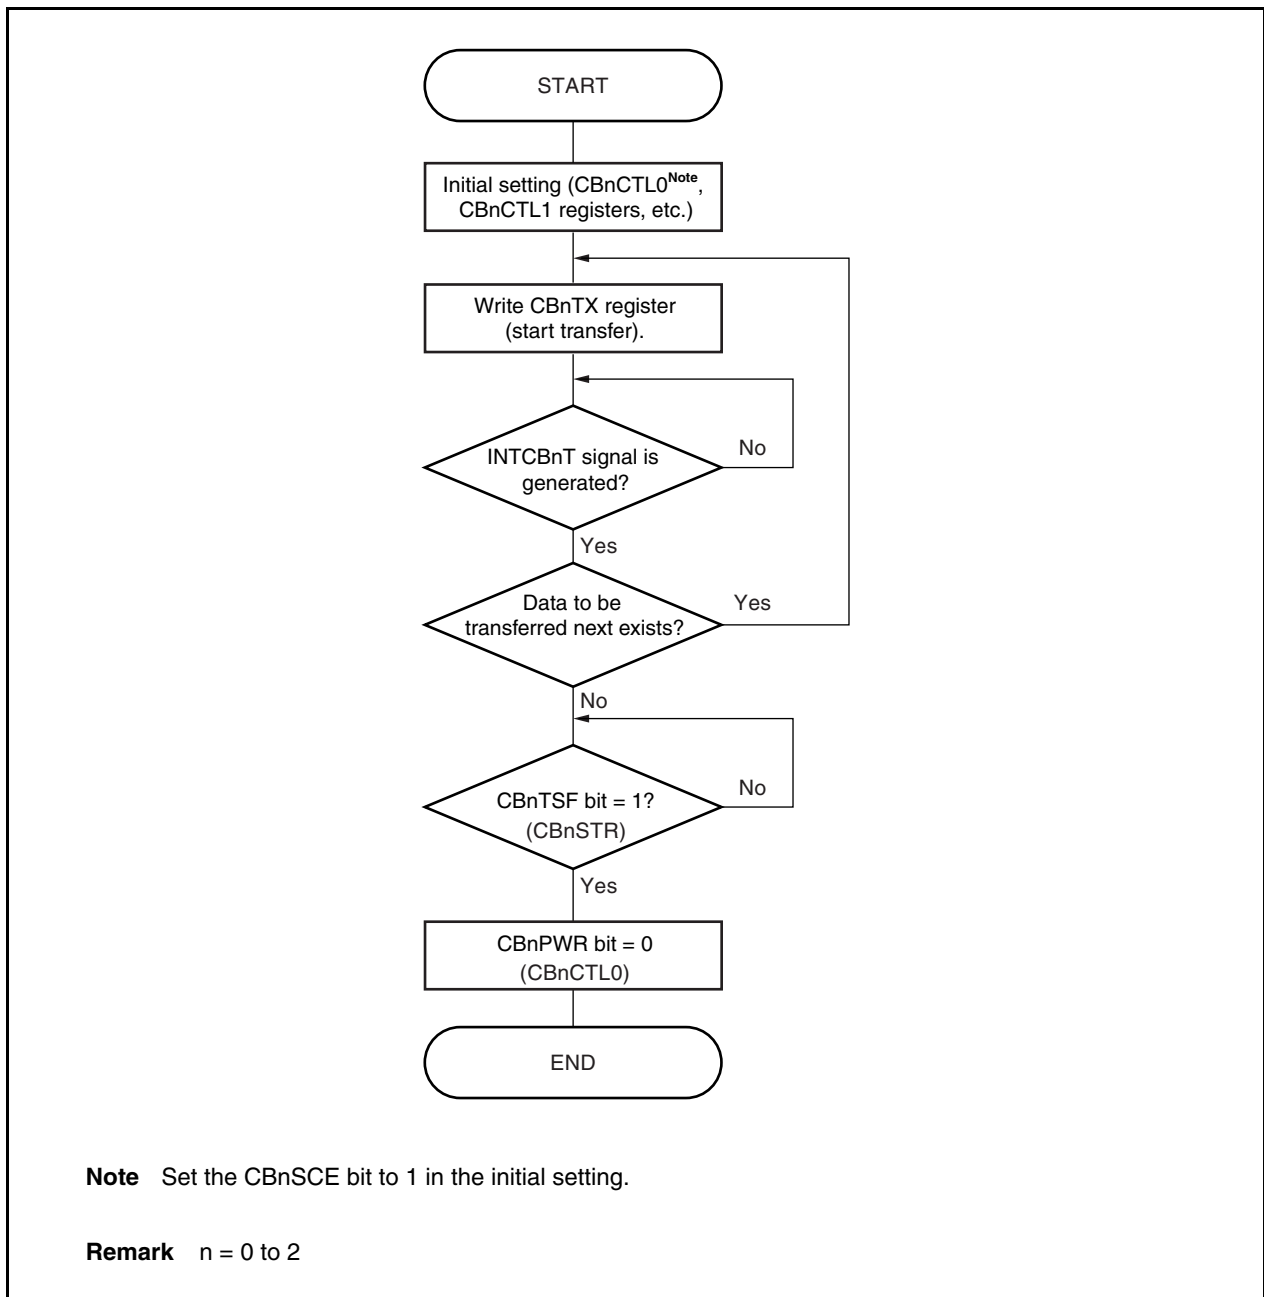 START
Initial setting (CBnCTL0Note,
CBnCTL1 registers, etc.)
Write CBnTX register
(start transfer).
No
INTCBnT signal is
generated?
Yes
Data to be
transferred next exists?
Yes
No
No
CBnTSF bit = 1?
(CBnSTR)
Yes
CBnPWR bit = 0
(CBnCTL0)
END
Note Set the CBnSCE bit to 1 in the initial setting.
Remark n = 0 to 2